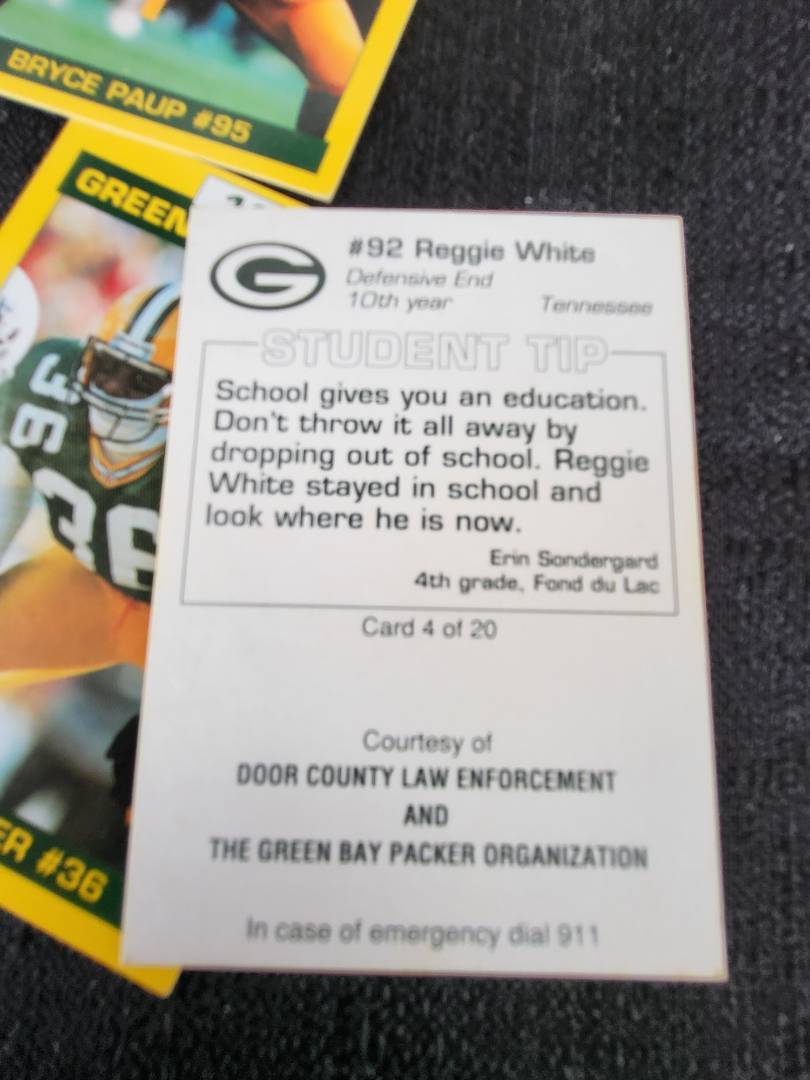 BRYCE PAUP #95
GREEN
#92 Reggie White
Defensive End
10th year Tennessee
STUDENT TIP
School gives you an education.
Don't throw it all away by
dropping out of school. Reggie
White stayed in school and
look where he is now.
Erin Sondergard
4th grade, Fond du Lac
Card 4 of 20
Courtesy of
DOOR COUNTY LAW ENFORCEMENT
AND
THE GREEN BAY PACKER ORGANIZATION
In case of emergency dial 911
36
36
ER #36
G